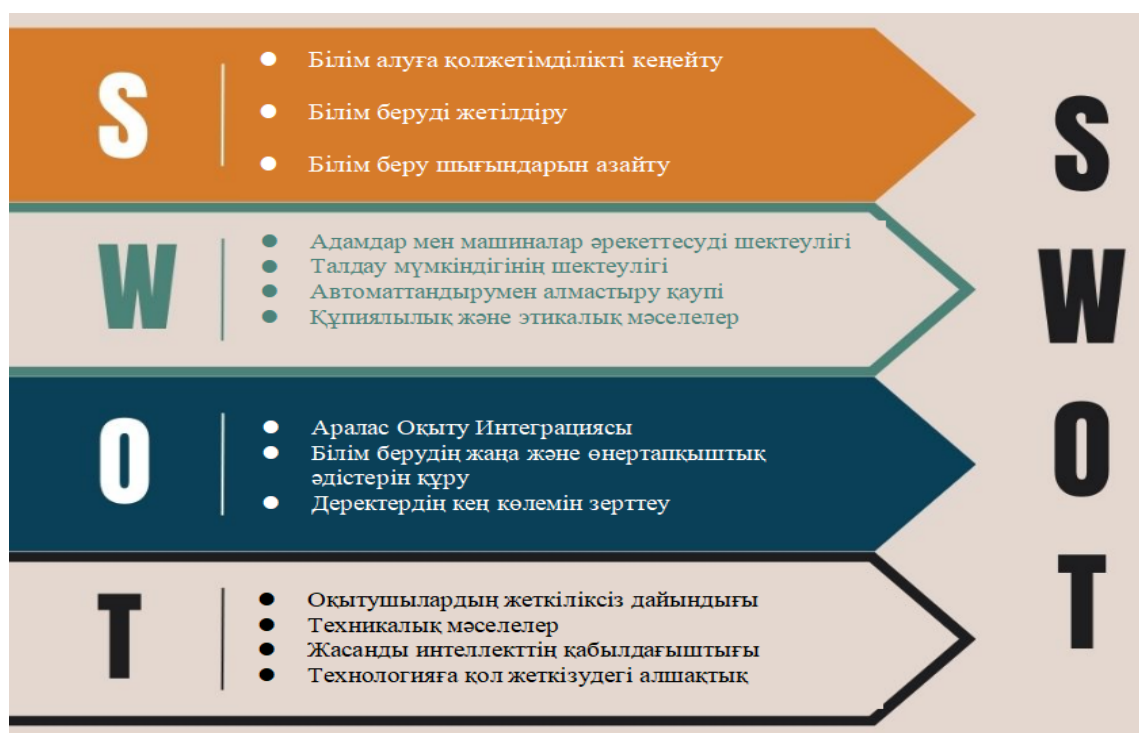 S
Білім алуға қолжетімділікті кеңейту
Білім беруді жетілдіру
Білім беру шығындарын азайту
W
Адамдар мен машиналар әрекеттесуді шектеулігі
Талдау мүмкіндігінің шектеулігі
Автоматтандырумен алмастыру қаупі
Құпиялылық және этикалық мәселелер
O
Аралас Оқыту Интеграциясы
Білім берудің жаңа және өнертапқыштық
әдістерін құру
Деректердің кең көлемін зерттеу
T
Оқытушылардың жеткіліксіз дайындығы
Техникалық мәселелер
Жасанды интеллекттің қабылдағыштығы
Технологияға қол жеткізудегі алшақтық
S
W
O
T